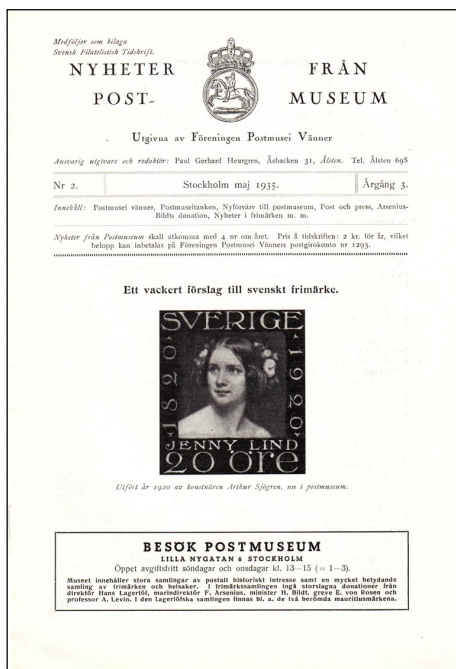 Medföljer som bilaga
Svensk Filatelistisk Tidskrift.
NYHETER FRÅN
POST- MUSEUM
Utgivna av Föreningen Postmusei Vänner
Ansvarig utgivare och redaktör: Paul Gerhard Heurgren, Åsbacken 31, Ålsten. Tel. Ålsten 698
Nr 2. Stockholm maj 1935. Årgång 3.
Innehåll: Postmusei vänner, Postmuseitanken, Nyförvärv till postmuseum, Post och press, Arsenius-
Bildts donation, Nyheter i frimärken m. m.
Nyheter från Postmuseum skall utkomma med 4 nr om året. Pris å tidskriften: 2 kr. för år, vilket
belopp kan inbetalas på Föreningen Postmusei Vänners postgirokonto nr 1293.
Ett vackert förslag till svenskt frimärke.
SVERIGE
1820
1920
JENNY LIND
20 öre
Utfört år 1920 av konstnären Arthur Sjögren, nu i postmuseum.
BESÖK POSTMUSEUM
LILLA NYGATAN 6 STOCKHOLM
Öppet avgiftsfritt söndagar och onsdagar kl. 13—15 (= 1—3).
Museet innehåller stora samlingar av postalt historiskt intresse samt en mycket betydande
samling av frimärken och helsaker. I frimärkssamlingen ingå storslagna donationer från
direktör Hans Lagerlöf, marindirektör F. Arsenius, minister H. Bildt, greve E. von Rosen och
professor A. Levin. I den Lagerlöfska samlingen finnas bl. a. de två berömda mauritiusmärkena.